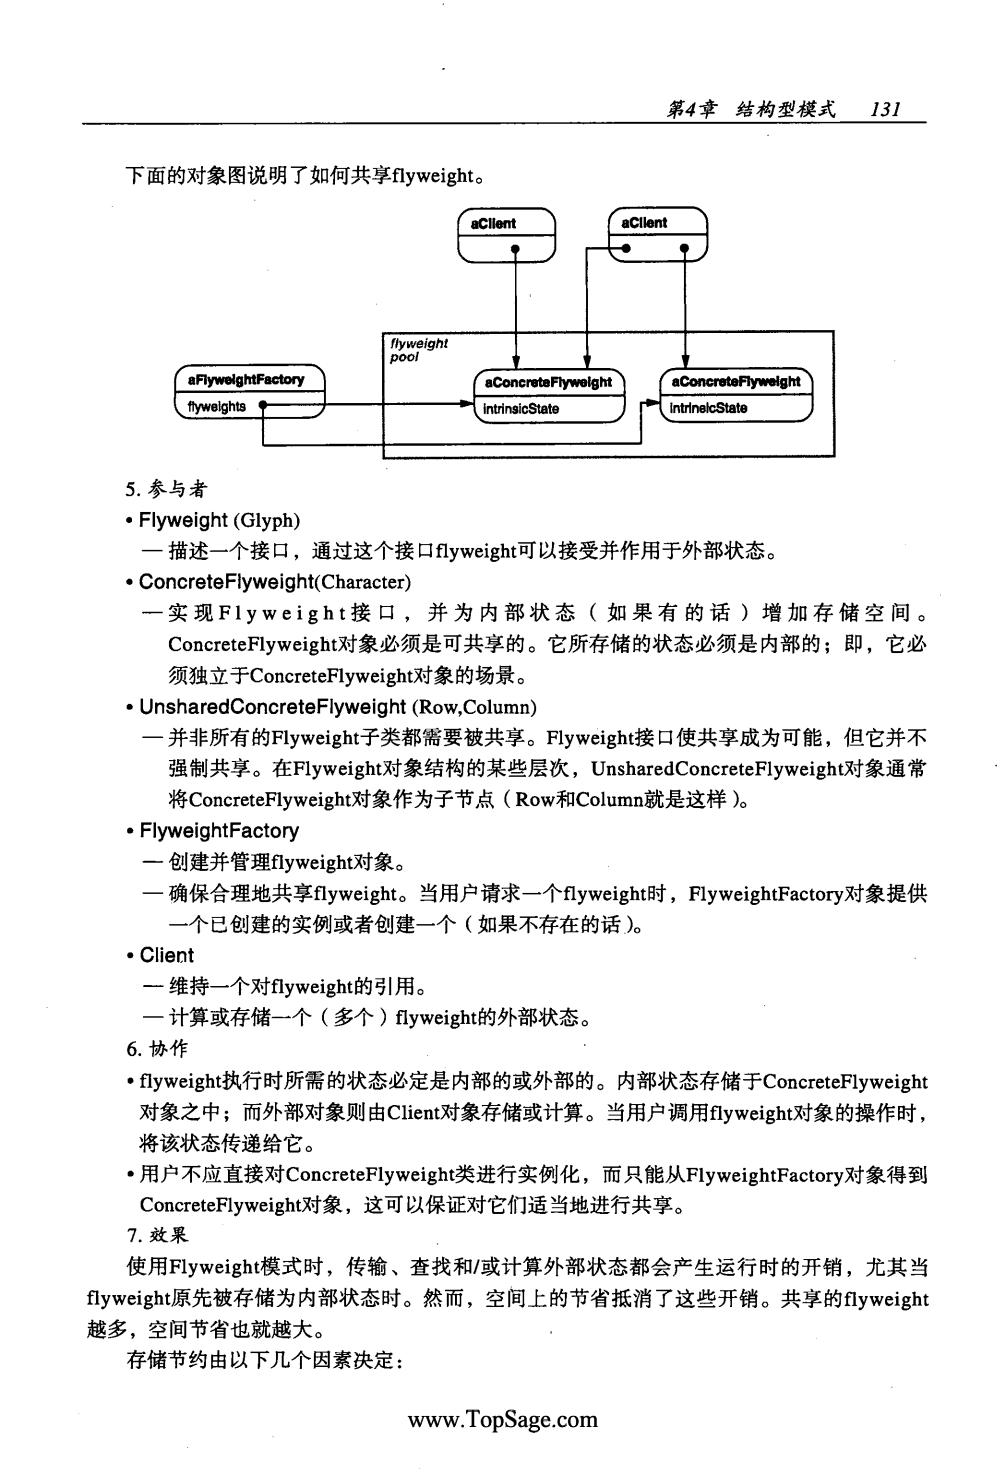 第4章 结构型模式 131
下面的对象图说明了如何共享flyweight。
aClient
aClient
flyweight
pool
aFlyweightFactory
flyweights
aConcreteFlyweight
intrinsicState
aConcreteFlyweight
intrinsicState
5. 参与者
• Flyweight (Glyph)
— 描述一个接口，通过这个接口flyweight可以接受并作用于外部状态。
• ConcreteFlyweight(Character)
— 实现Flyweight接口，并为内部状态（如果有的话）增加存储空间。
ConcreteFlyweight对象必须是可共享的。它所存储的状态必须是内部的；即，它必
须独立于ConcreteFlyweight对象的场景。
• UnsharedConcreteFlyweight (Row,Column)
— 并非所有的Flyweight子类都需要被共享。Flyweight接口使共享成为可能，但它并不
强制共享。在Flyweight对象结构的某些层次，UnsharedConcreteFlyweight对象通常
将ConcreteFlyweight对象作为子节点（Row和Column就是这样）。
• FlyweightFactory
— 创建并管理flyweight对象。
— 确保合理地共享flyweight。当用户请求一个flyweight时，FlyweightFactory对象提供
一个已创建的实例或者创建一个（如果不存在的话）。
• Client
— 维持一个对flyweight的引用。
— 计算或存储一个（多个）flyweight的外部状态。
6. 协作
• flyweight执行时所需的状态必定是内部的或外部的。内部状态存储于ConcreteFlyweight
对象之中；而外部对象则由Client对象存储或计算。当用户调用flyweight对象的操作时，
将该状态传递给它。
• 用户不应直接对ConcreteFlyweight类进行实例化，而只能从FlyweightFactory对象得到
ConcreteFlyweight对象，这可以保证对它们适当地进行共享。
7. 效果
使用Flyweight模式时，传输、查找和/或计算外部状态都会产生运行时的开销，尤其当
flyweight原先被存储为内部状态时。然而，空间上的节省抵消了这些开销。共享的flyweight
越多，空间节省也就越大。
存储节约由以下几个因素决定：
www.TopSage.com